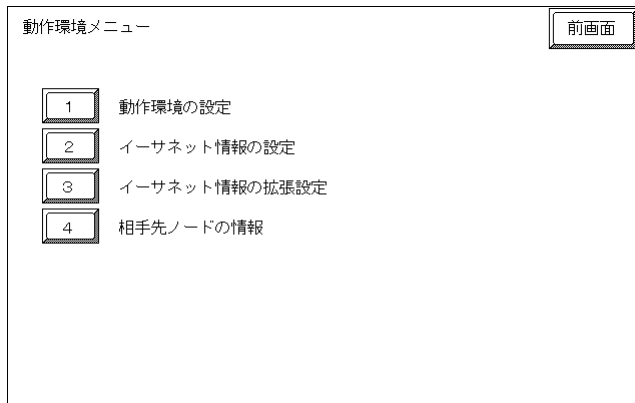 動作環境メニュー 前画面
1 動作環境の設定
2 イーサネット情報の設定
3 イーサネット情報の拡張設定
4 相手先ノードの情報